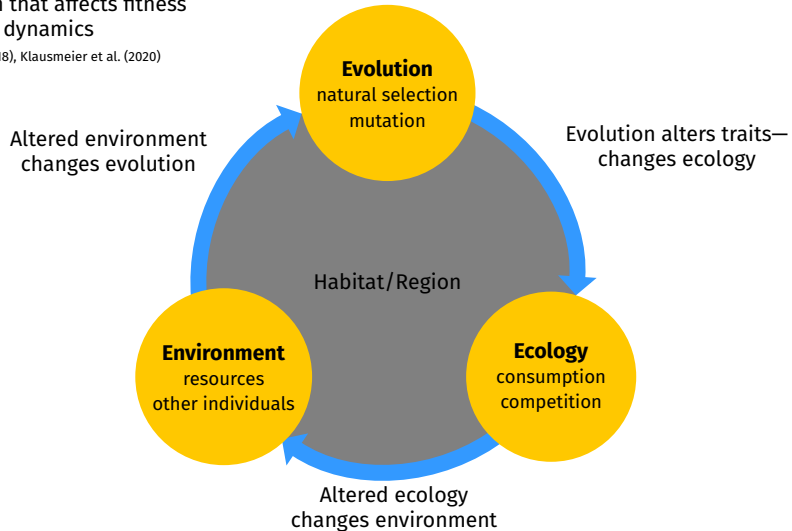 that affects fitness
dynamics
18), Klausmeier et al. (2020)
Evolution
natural selection
mutation
Altered environment
changes evolution
Evolution alters traits—
changes ecology
Habitat/Region
Environment
resources
other individuals
Ecology
consumption
competition
Altered ecology
changes environment